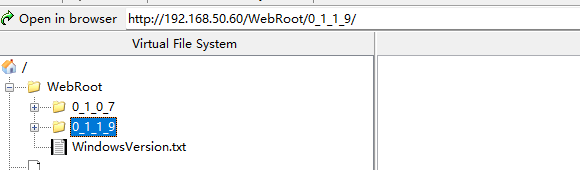 Open in browser http://192.168.50.60/WebRoot/0_1_1_9/
Virtual File System
/
WebRoot
0_1_0_7
0_1_1_9
WindowsVersion.txt